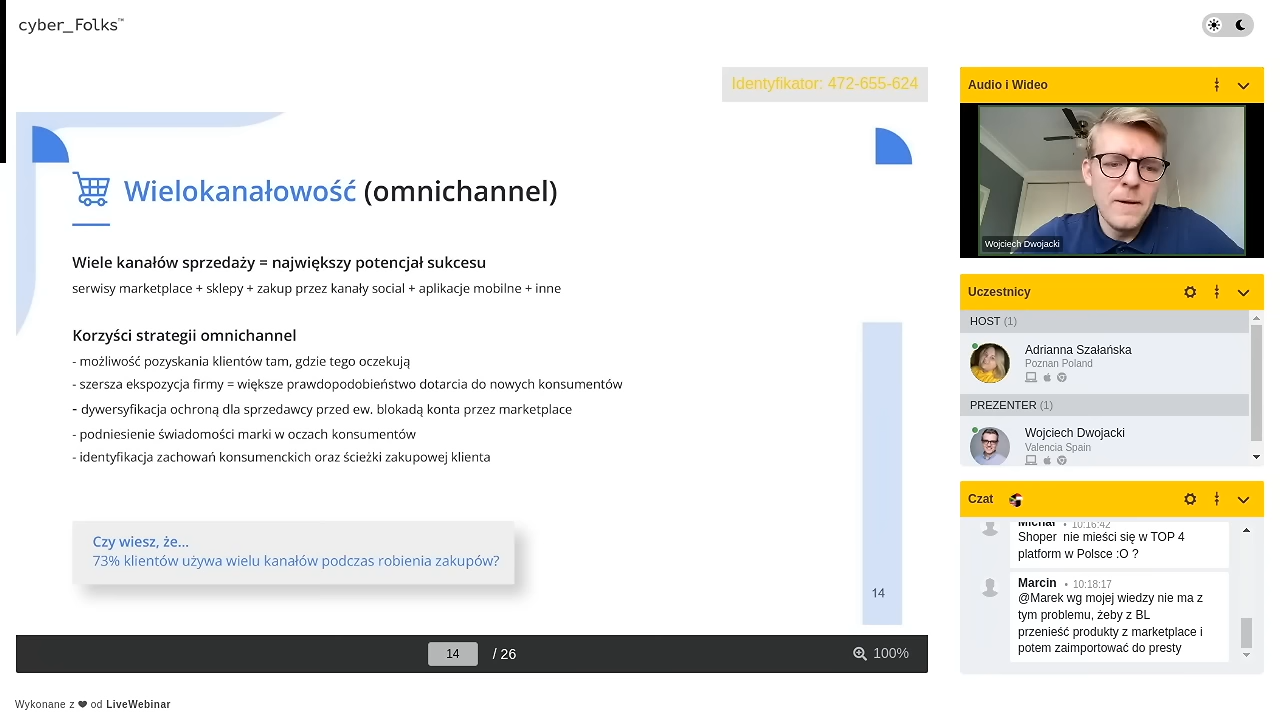 cyber_Folks™
Identyfikator: 472-655-624
Wielokanałowość (omnichannel)
Wiele kanałów sprzedaży = największy potencjał sukcesu
serwisy marketplace + sklepy + zakup przez kanały social + aplikacje mobilne + inne
Korzyści strategii omnichannel
- możliwość pozyskania klientów tam, gdzie tego oczekują
- szersza ekspozycja firmy = większe prawdopodobieństwo dotarcia do nowych konsumentów
- dywersyfikacja ochroną dla sprzedawcy przed ew. blokadą konta przez marketplace
- podniesienie świadomości marki w oczach konsumentów
- identyfikacja zachowań konsumenckich oraz ścieżki zakupowej klienta
Czy wiesz, że...
73% klientów używa wielu kanałów podczas robienia zakupów?
14
14 / 26
100%
Audio i Wideo
Wojciech Dwojacki
Uczestnicy
HOST (1)
Adrianna Szałańska
Poznan Poland
PREZENTER (1)
Wojciech Dwojacki
Valencia Spain
Czat
Michał • 10:16:42
Shoper nie mieści się w TOP 4
platform w Polsce :O ?
Marcin • 10:18:17
@Marek wg mojej wiedzy nie ma z
tym problemu, żeby z BL
przenieść produkty z marketplace i
potem zaimportować do presty
Wykonane z ❤ od LiveWebinar